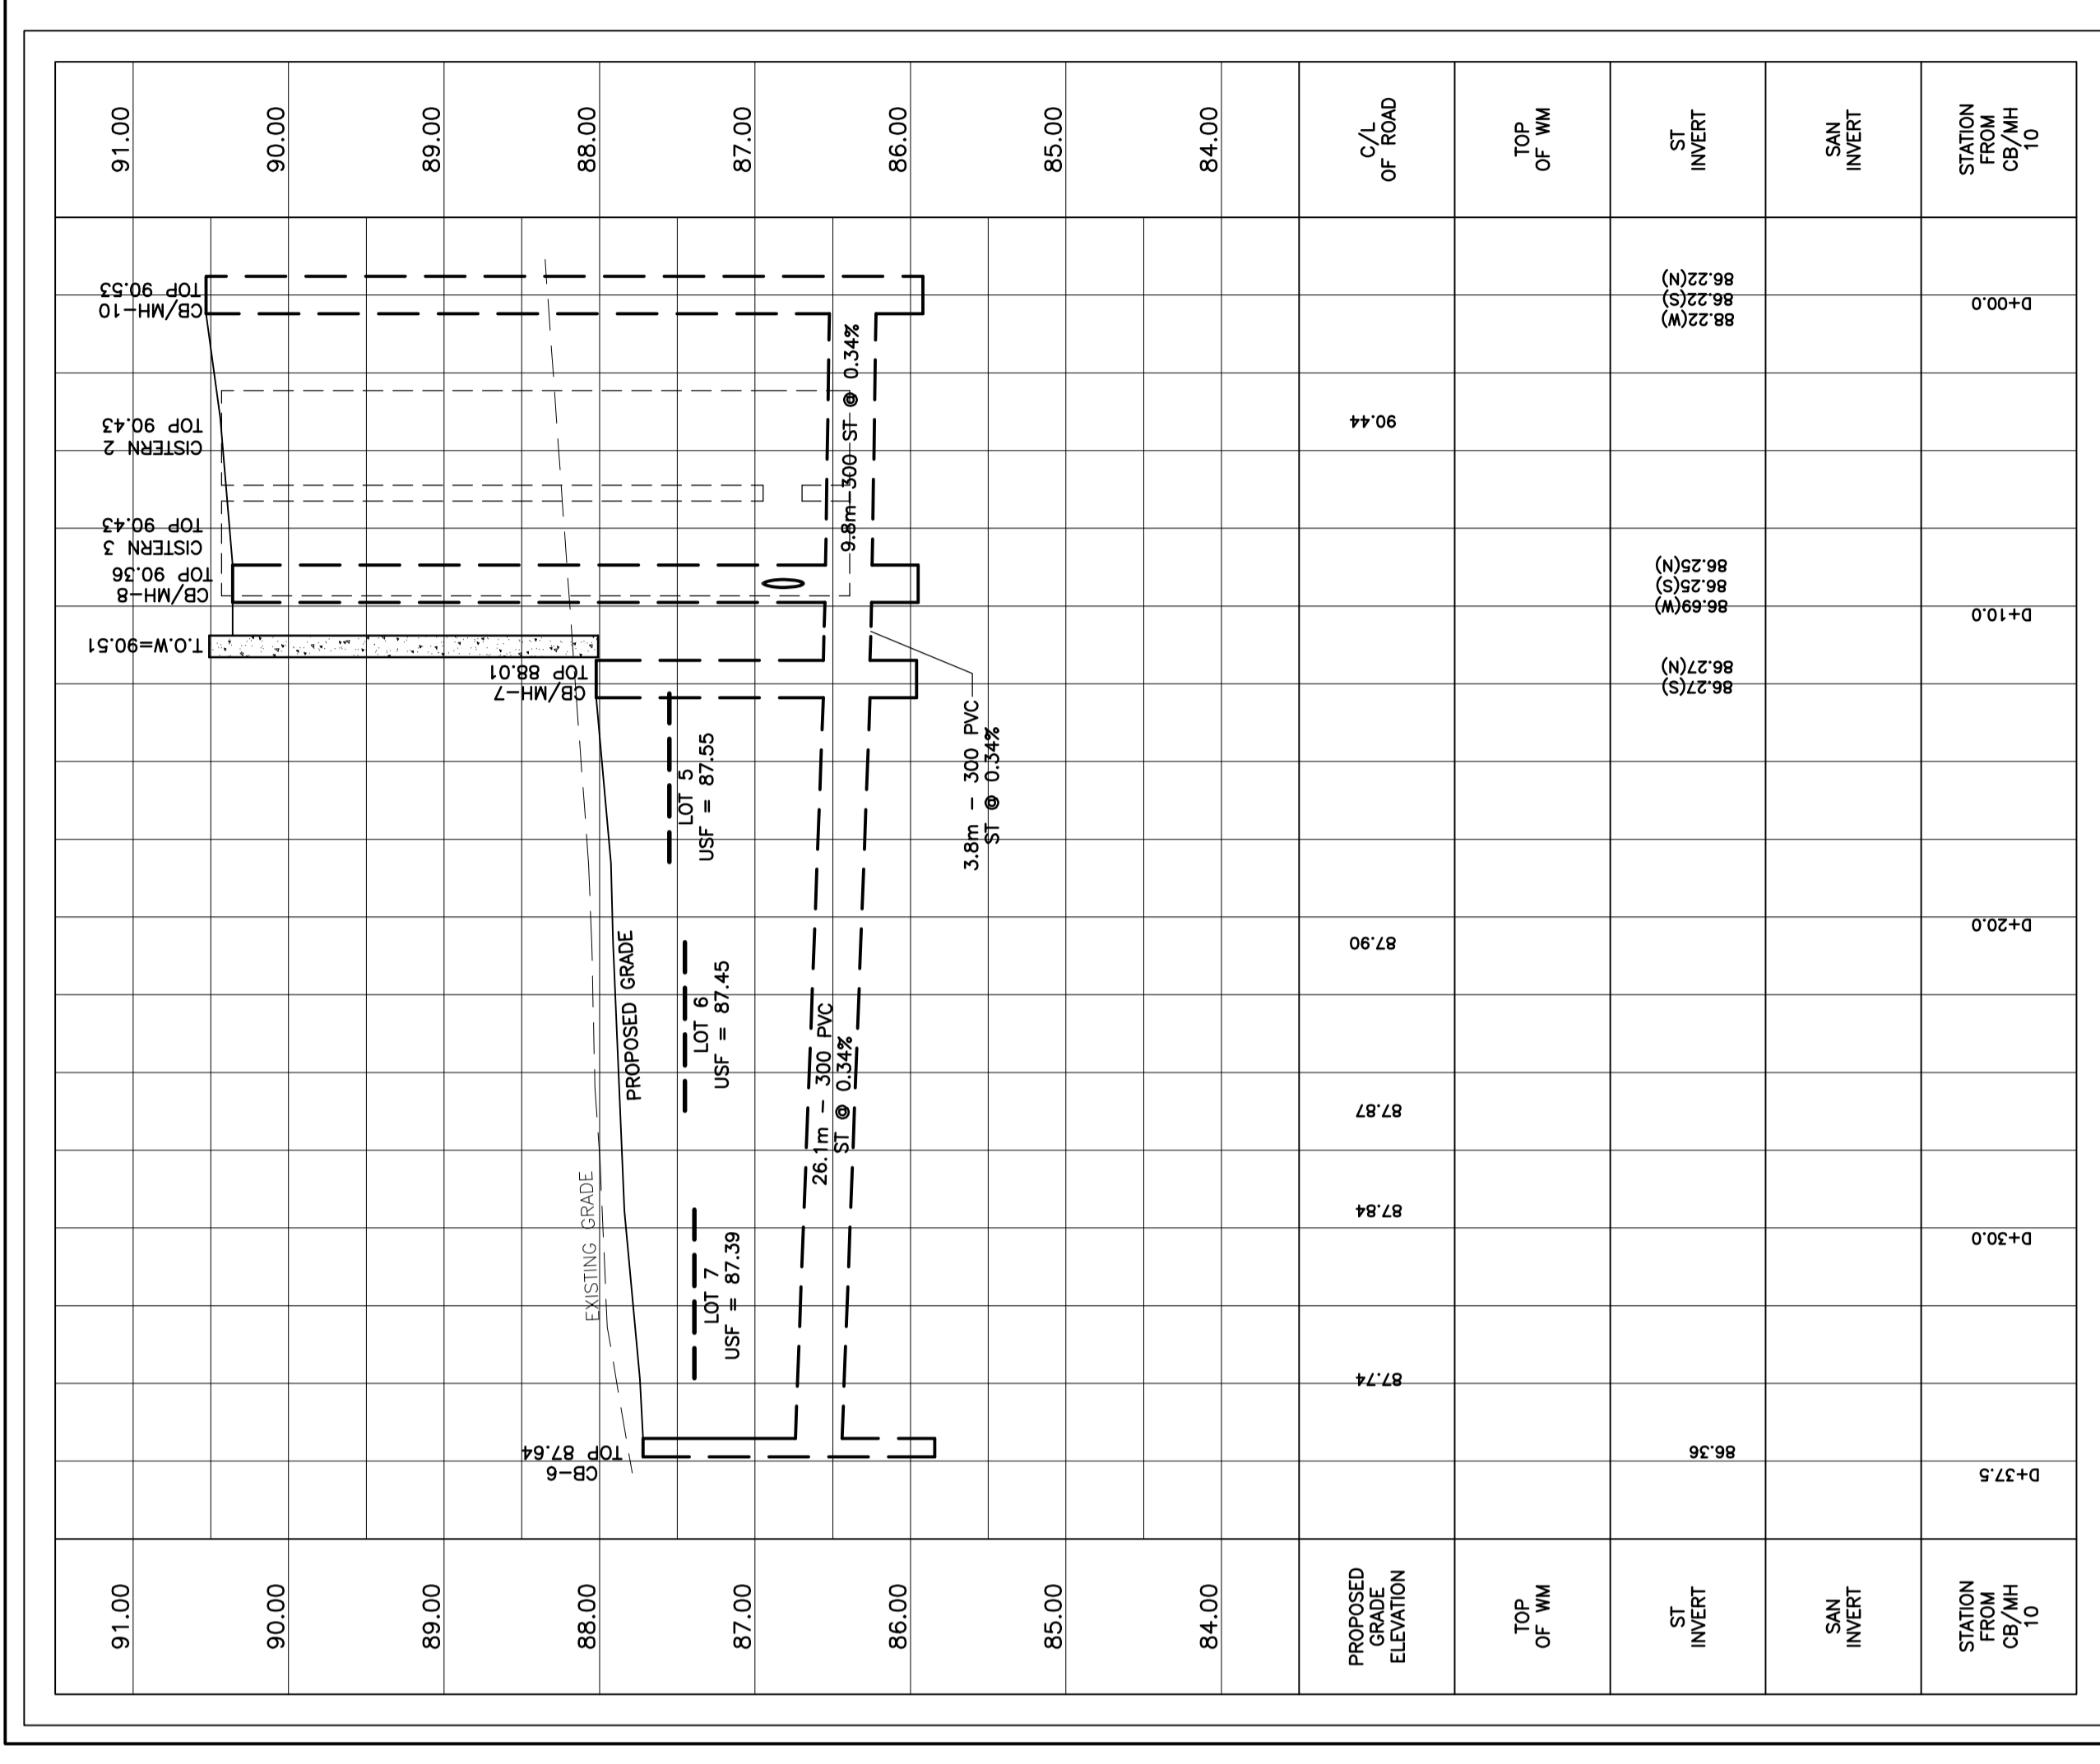 91.00
90.00
89.00
88.00
87.00
86.00
85.00
84.00
C/L
OF ROAD
TOP
OF WM
ST
INVERT
SAN
INVERT
STATION
FROM
CB/MH
10
CB/MH-10
TOP 90.53
CISTERN 2
TOP 90.43
CISTERN 3
TOP 90.43
CB/MH-8
TOP 90.36
T.O.W=90.51
CB/MH-7
TOP 88.01
CB-6
TOP 87.64
9.8m-300 ST @ 0.34%
3.8m - 300 PVC
ST @ 0.34%
26.1m - 300 PVC
ST @ 0.34%
LOT 5
USF = 87.55
LOT 6
USF = 87.45
LOT 7
USF = 87.39
PROPOSED GRADE
EXISTING GRADE
90.44
87.90
87.87
87.84
87.74
88.22(W)
86.22(S)
86.22(N)
86.69(W)
86.25(S)
86.25(N)
86.27(S)
86.27(N)
86.36
D+00.0
D+10.0
D+20.0
D+30.0
D+37.5
91.00
90.00
89.00
88.00
87.00
86.00
85.00
84.00
PROPOSED
GRADE
ELEVATION
TOP
OF WM
ST
INVERT
SAN
INVERT
STATION
FROM
CB/MH
10